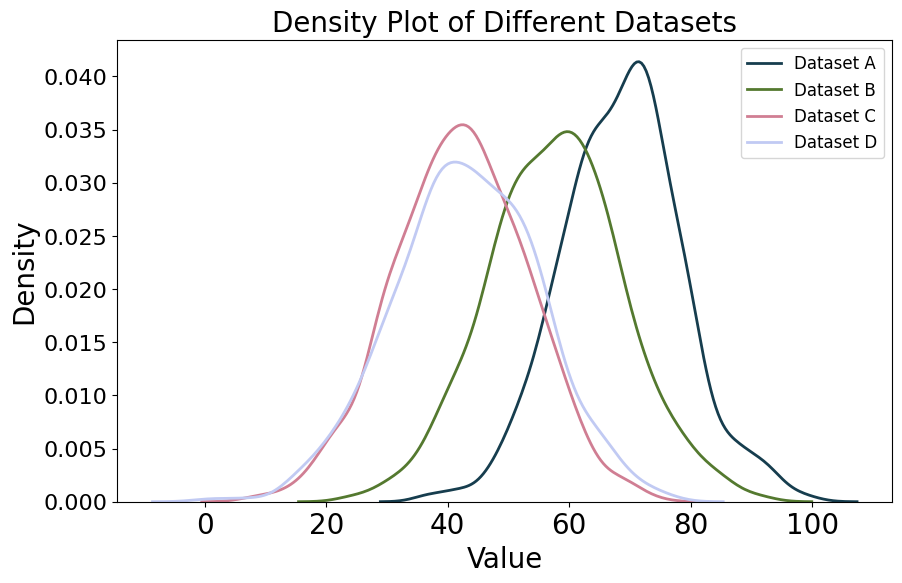 Density Plot of Different Datasets
Dataset A
Dataset B
Dataset C
Dataset D
Density
0.040
0.035
0.030
0.025
0.020
0.015
0.010
0.005
0.000
0 20 40 60 80 100
Value